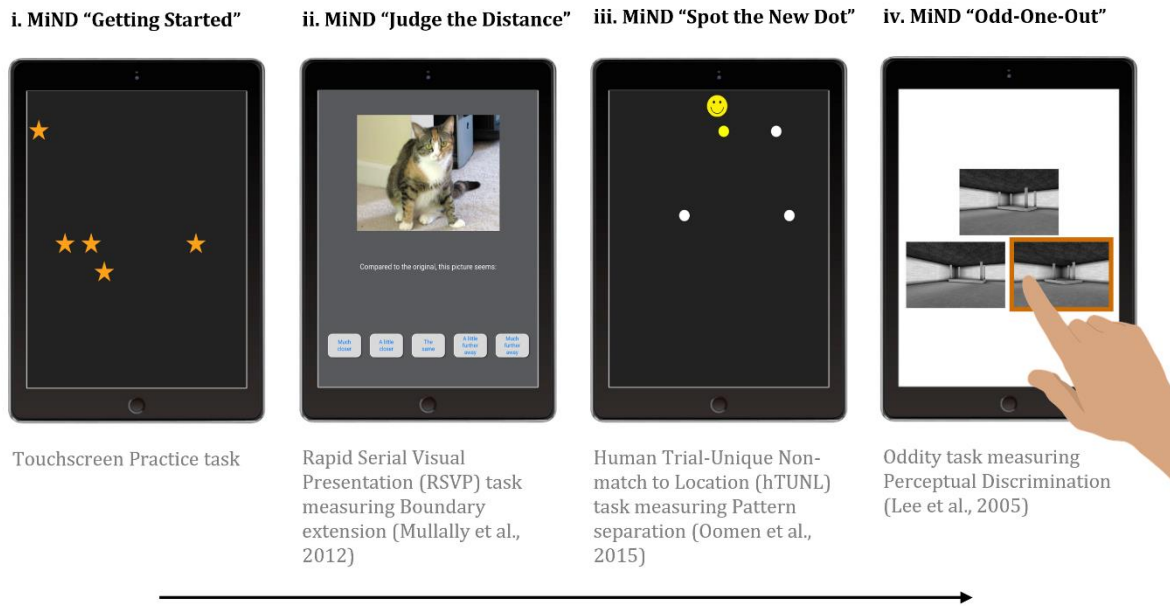 i. MiND “Getting Started”
ii. MiND “Judge the Distance”
iii. MiND “Spot the New Dot”
iv. MiND “Odd-One-Out”
Compared to the original, this picture seems:
Much
closer
A little
closer
The
same
A little
further
away
Much
further
away
Touchscreen Practice task
Rapid Serial Visual
Presentation (RSVP) task
measuring Boundary
extension (Mullally et al.,
2012)
Human Trial-Unique Non-
match to Location (hTUNL)
task measuring Pattern
separation (Oomen et al.,
2015)
Oddity task measuring
Perceptual Discrimination
(Lee et al., 2005)